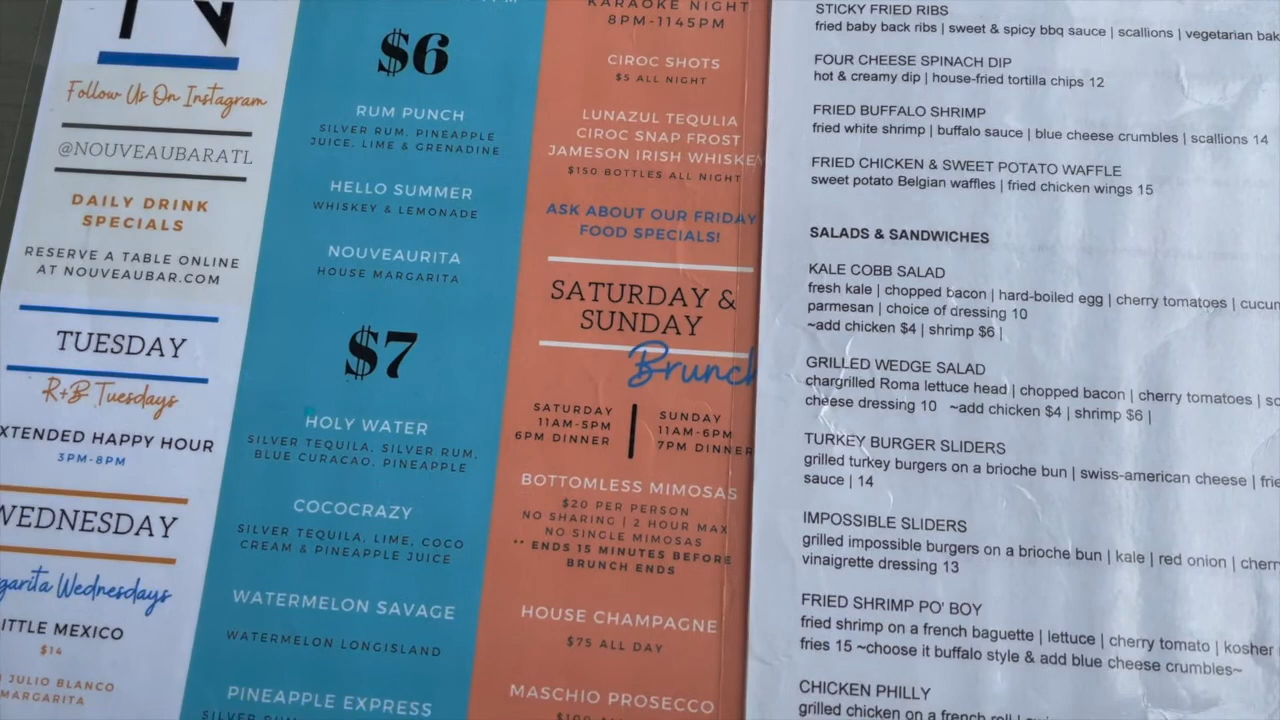 N
Follow Us On Instagram
@NOUVEAUBARATL
DAILY DRINK
SPECIALS
RESERVE A TABLE ONLINE
AT NOUVEAUBAR.COM
TUESDAY
R+B Tuesdays
XTENDED HAPPY HOUR
3PM-8PM
WEDNESDAY
garita Wednesdays
ITTLE MEXICO
$14
JULIO BLANCO
MARGARITA
$6
RUM PUNCH
SILVER RUM, PINEAPPLE
JUICE, LIME & GRENADINE
HELLO SUMMER
WHISKEY & LEMONADE
NOUVEAURITA
HOUSE MARGARITA
$7
HOLY WATER
SILVER TEQUILA, SILVER RUM,
BLUE CURACAO, PINEAPPLE
COCOCRAZY
SILVER TEQUILA, LIME, COCO
CREAM & PINEAPPLE JUICE
WATERMELON SAVAGE
WATERMELON LONGISLAND
PINEAPPLE EXPRESS
SILVER RUM
KARAOKE NIGHT
8PM-1145PM
CIROC SHOTS
$5 ALL NIGHT
LUNAZUL TEQULIA
CIROC SNAP FROST
JAMESON IRISH WHISKEY
$150 BOTTLES ALL NIGHT
ASK ABOUT OUR FRIDAY
FOOD SPECIALS!
SATURDAY &
SUNDAY
Brunch
SATURDAY
11AM-5PM
6PM DINNER
SUNDAY
11AM-6PM
7PM DINNER
BOTTOMLESS MIMOSAS
$20 PER PERSON
NO SHARING | 2 HOUR MAX
NO SINGLE MIMOSAS
** ENDS 15 MINUTES BEFORE
BRUNCH ENDS
HOUSE CHAMPAGNE
$75 ALL DAY
MASCHIO PROSECCO
STICKY FRIED RIBS
fried baby back ribs | sweet & spicy bbq sauce | scallions | vegetarian bak
FOUR CHEESE SPINACH DIP
hot & creamy dip | house-fried tortilla chips 12
FRIED BUFFALO SHRIMP
fried white shrimp | buffalo sauce | blue cheese crumbles | scallions 14
FRIED CHICKEN & SWEET POTATO WAFFLE
sweet potato Belgian waffles | fried chicken wings 15
SALADS & SANDWICHES
KALE COBB SALAD
fresh kale | chopped bacon | hard-boiled egg | cherry tomatoes | cucum
parmesan | choice of dressing 10
~add chicken $4 | shrimp $6 |
GRILLED WEDGE SALAD
chargrilled Roma lettuce head | chopped bacon | cherry tomatoes | sc
cheese dressing 10 ~add chicken $4 | shrimp $6 |
TURKEY BURGER SLIDERS
grilled turkey burgers on a brioche bun | swiss-american cheese | frie
sauce | 14
IMPOSSIBLE SLIDERS
grilled impossible burgers on a brioche bun | kale | red onion | cherry
vinaigrette dressing 13
FRIED SHRIMP PO' BOY
fried shrimp on a french baguette | lettuce | cherry tomato | kosher
fries 15 ~choose it buffalo style & add blue cheese crumbles~
CHICKEN PHILLY
grilled chicken on a french roll |